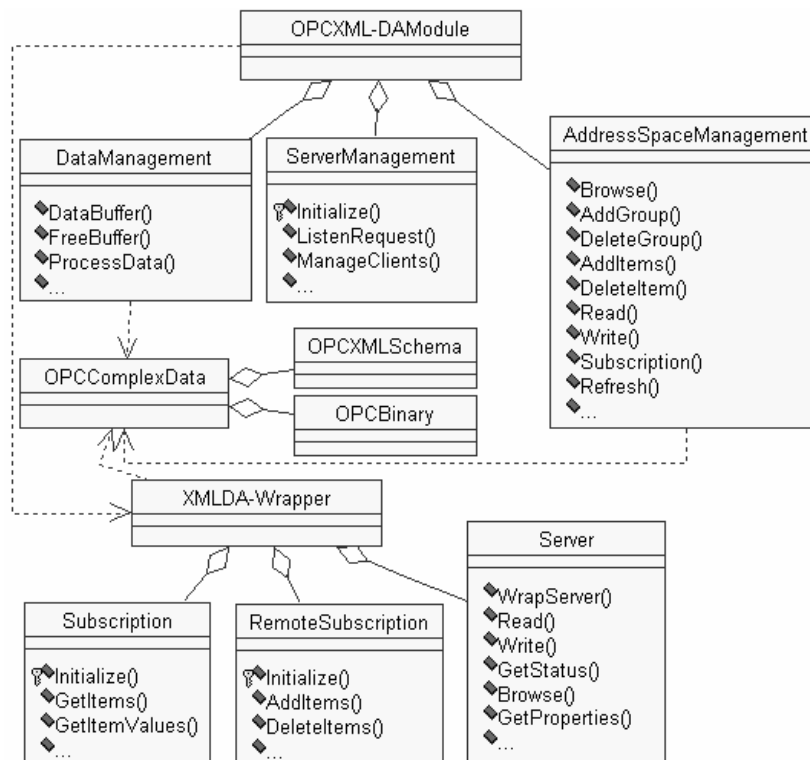 OPCXML-DAModule
DataManagement
DataBuffer()
FreeBuffer()
ProcessData()
...
ServerManagement
Initialize()
ListenRequest()
ManageClients()
...
AddressSpaceManagement
Browse()
AddGroup()
DeleteGroup()
AddItems()
DeleteItem()
Read()
Write()
Subscription()
Refresh()
...
OPCComplexData
OPCXMLSchema
OPCBinary
XMLDA-Wrapper
Subscription
Initialize()
GetItems()
GetItemValues()
...
RemoteSubscription
Initialize()
AddItems()
DeleteItems()
...
Server
WrapServer()
Read()
Write()
GetStatus()
Browse()
GetProperties()
...